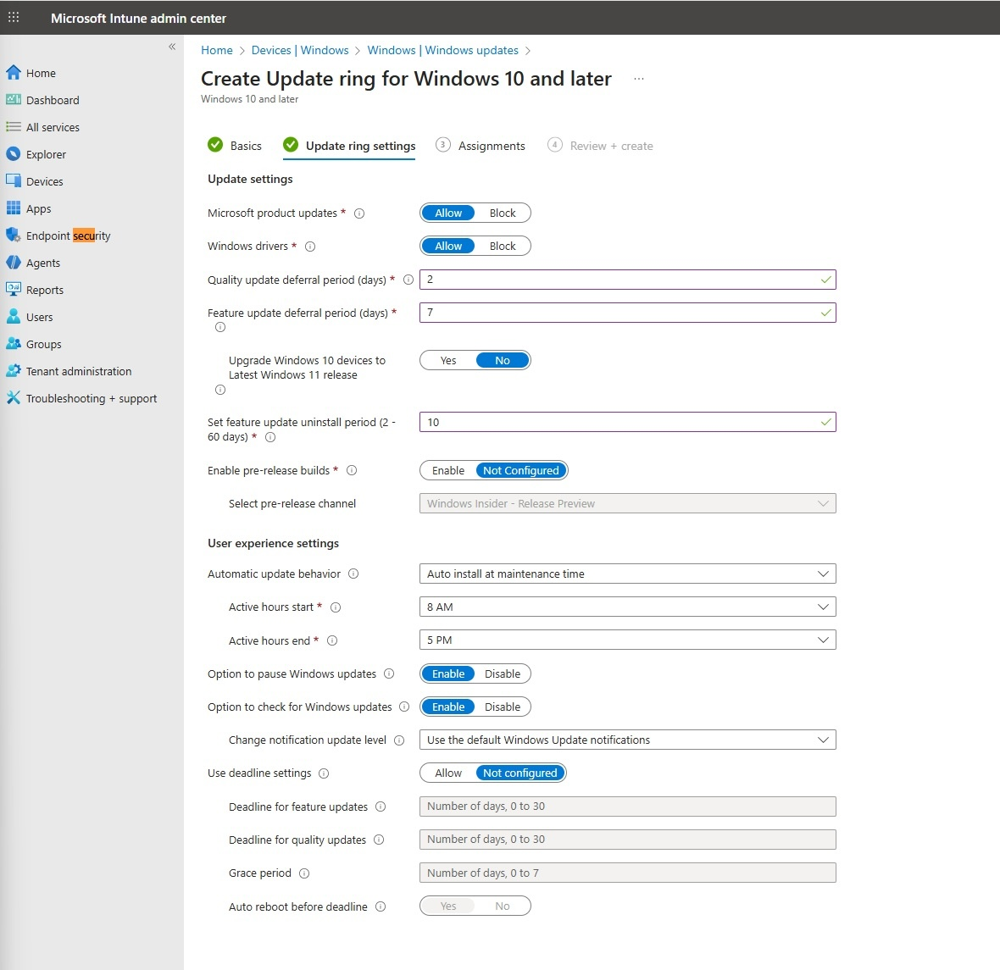 Microsoft Intune admin center
«
Home
Dashboard
All services
Explorer
Devices
Apps
Endpoint security
Agents
Reports
Users
Groups
Tenant administration
Troubleshooting + support
Home > Devices | Windows > Windows | Windows updates >
Create Update ring for Windows 10 and later ...
Windows 10 and later
Basics Update ring settings 3 Assignments 4 Review + create
Update settings
Microsoft product updates * Allow Block
Windows drivers * Allow Block
Quality update deferral period (days) * 2
Feature update deferral period (days) * 7
Upgrade Windows 10 devices to Yes No
Latest Windows 11 release
Set feature update uninstall period (2 - 10
60 days) *
Enable pre-release builds * Enable Not Configured
Select pre-release channel Windows Insider - Release Preview
User experience settings
Automatic update behavior Auto install at maintenance time
Active hours start * 8 AM
Active hours end * 5 PM
Option to pause Windows updates Enable Disable
Option to check for Windows updates Enable Disable
Change notification update level Use the default Windows Update notifications
Use deadline settings Allow Not configured
Deadline for feature updates Number of days, 0 to 30
Deadline for quality updates Number of days, 0 to 30
Grace period Number of days, 0 to 7
Auto reboot before deadline Yes No